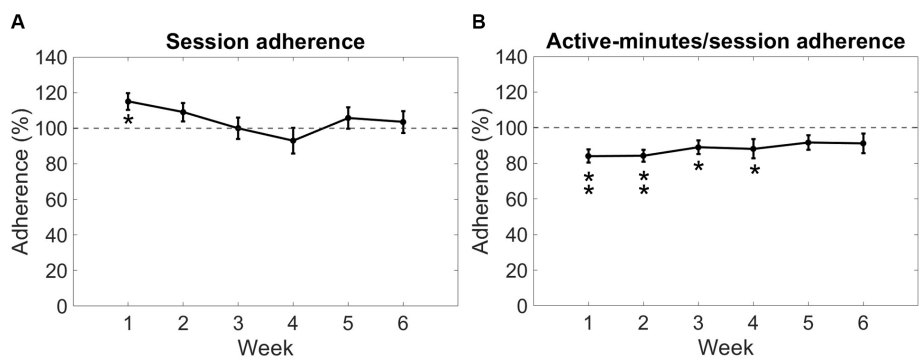 A
Session adherence
140
120
100
80
60
40
20
0
Adherence (%)
*
1 2 3 4 5 6
Week
B
Active-minutes/session adherence
140
120
100
80
60
40
20
0
Adherence (%)
* * * *
* *
1 2 3 4 5 6
Week